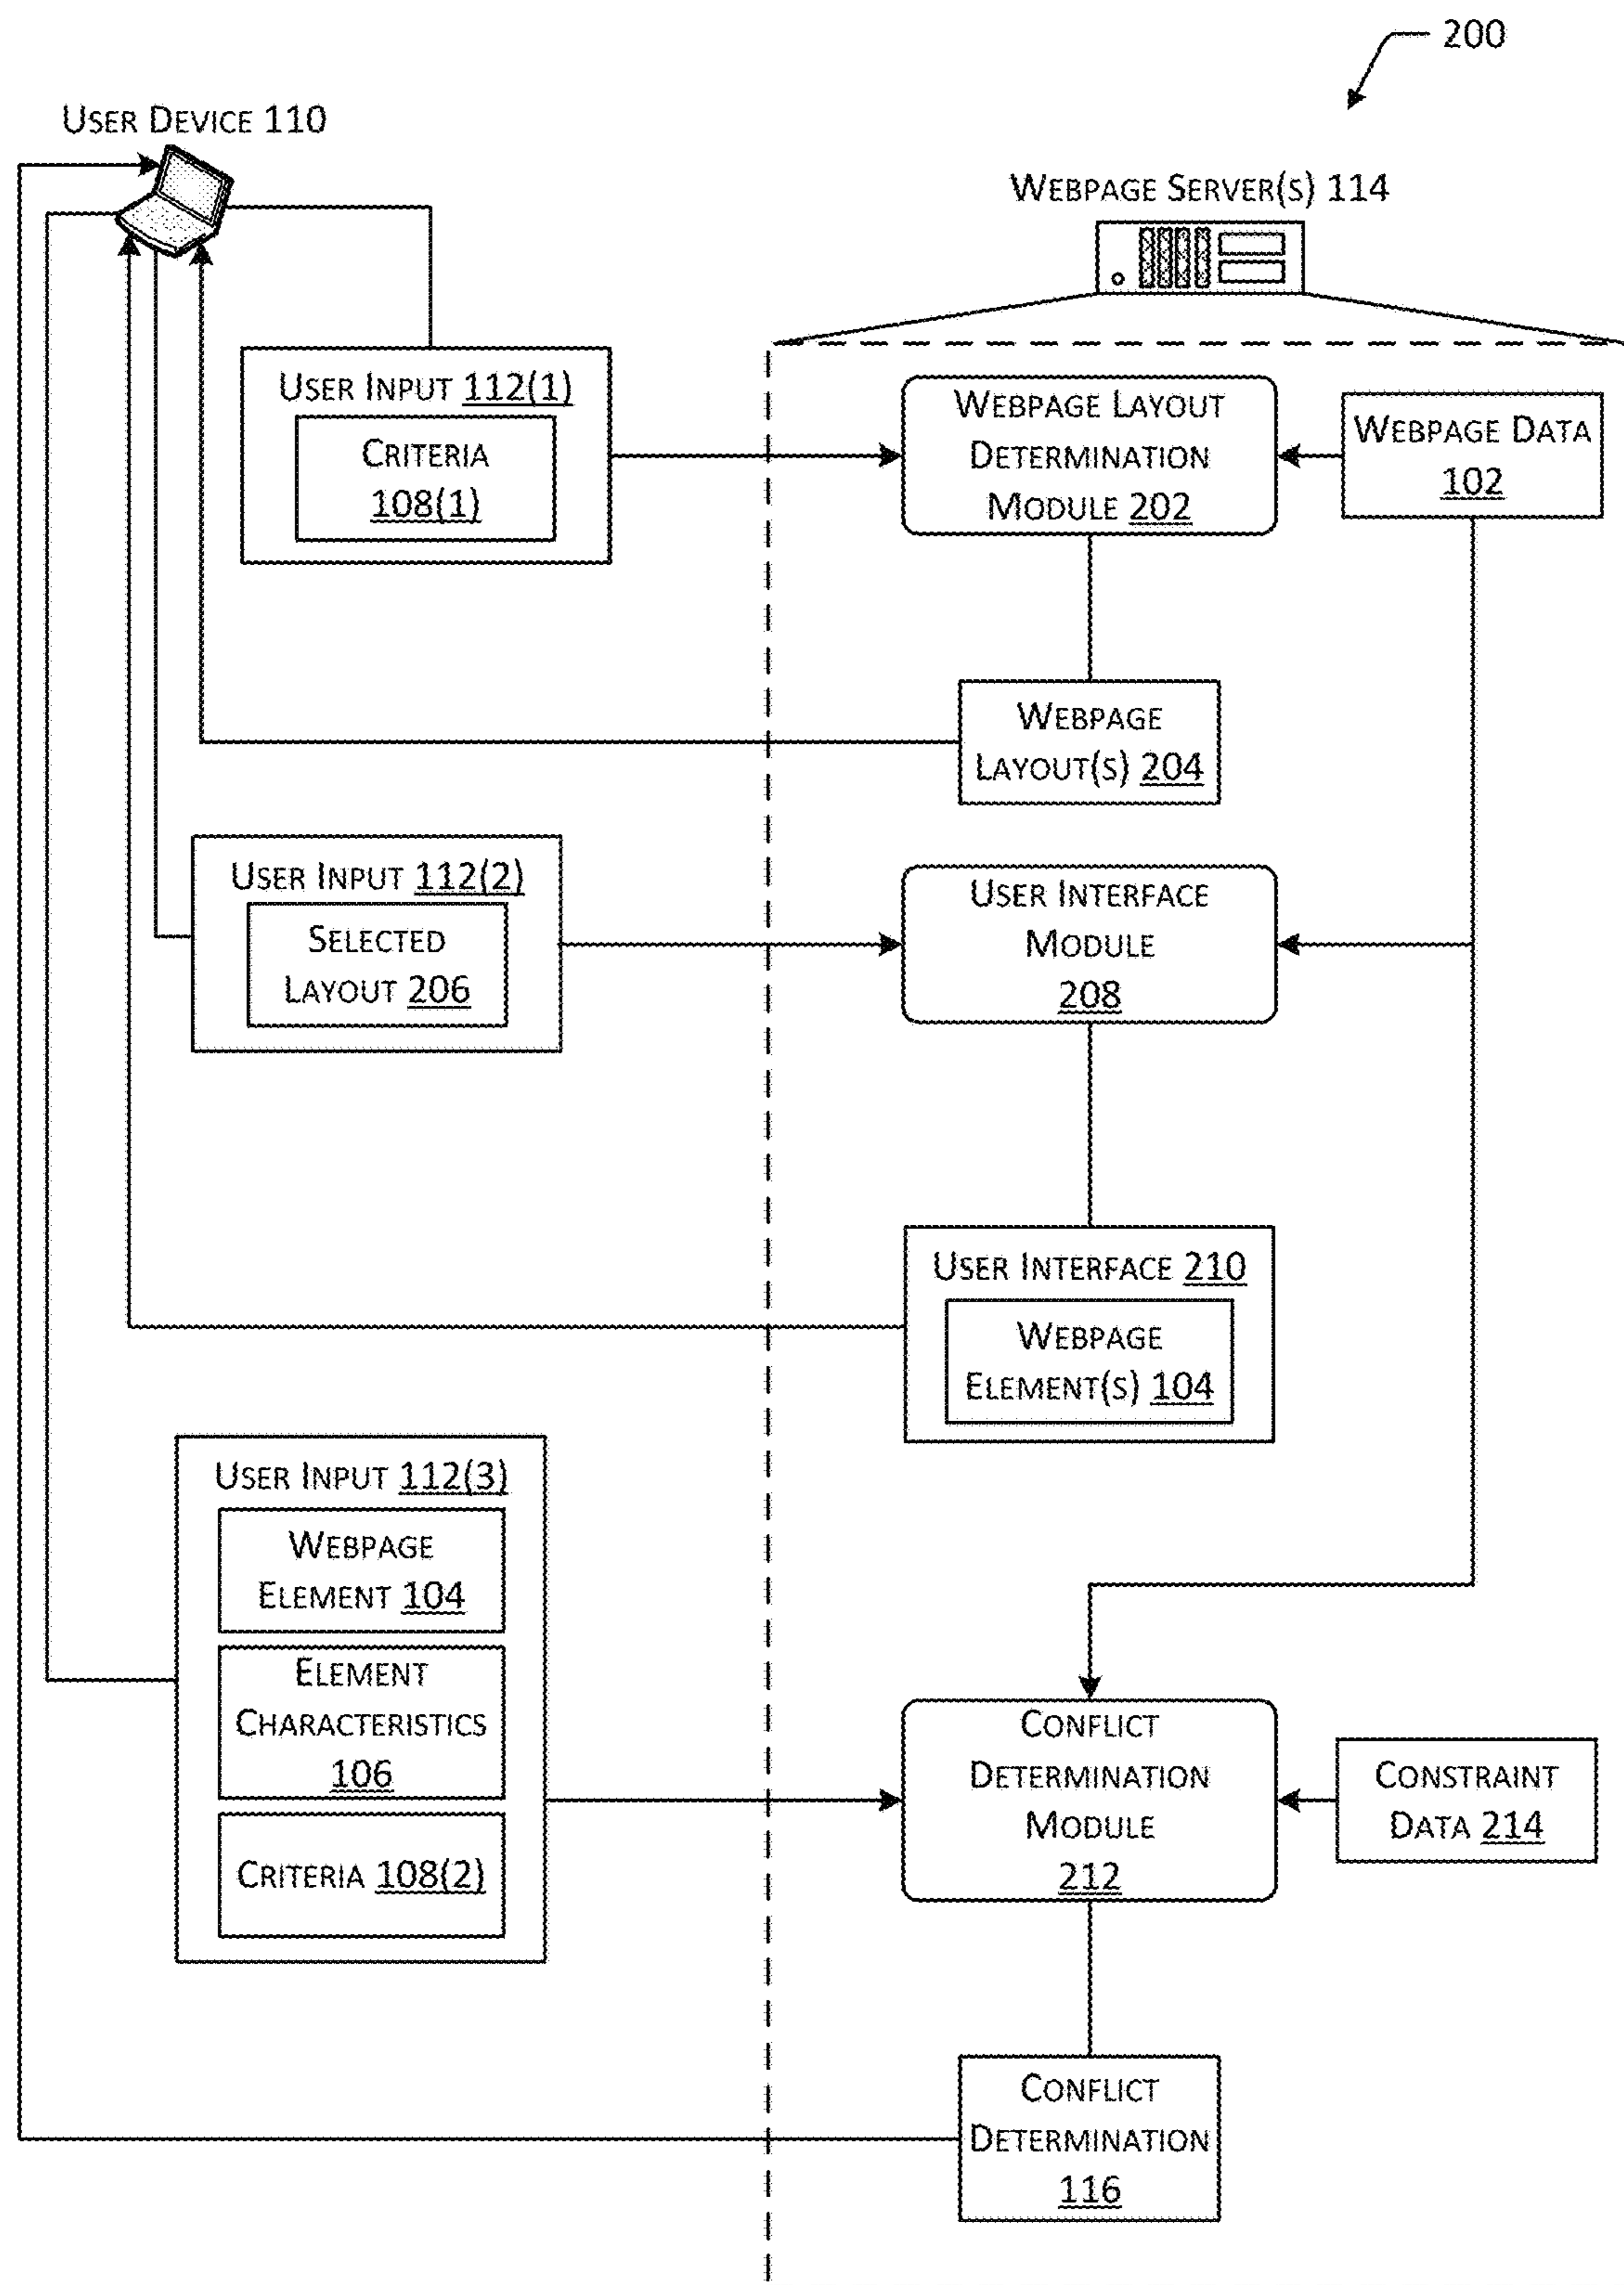 200
User Device 110
Webpage Server(s) 114
User Input 112(1)
Criteria
108(1)
Webpage Layout
Determination
Module 202
Webpage Data
102
Webpage
Layout(s) 204
User Input 112(2)
Selected
Layout 206
User Interface
Module
208
User Interface 210
Webpage
Element(s) 104
User Input 112(3)
Webpage
Element 104
Element
Characteristics
106
Criteria 108(2)
Conflict
Determination
Module
212
Constraint
Data 214
Conflict
Determination
116